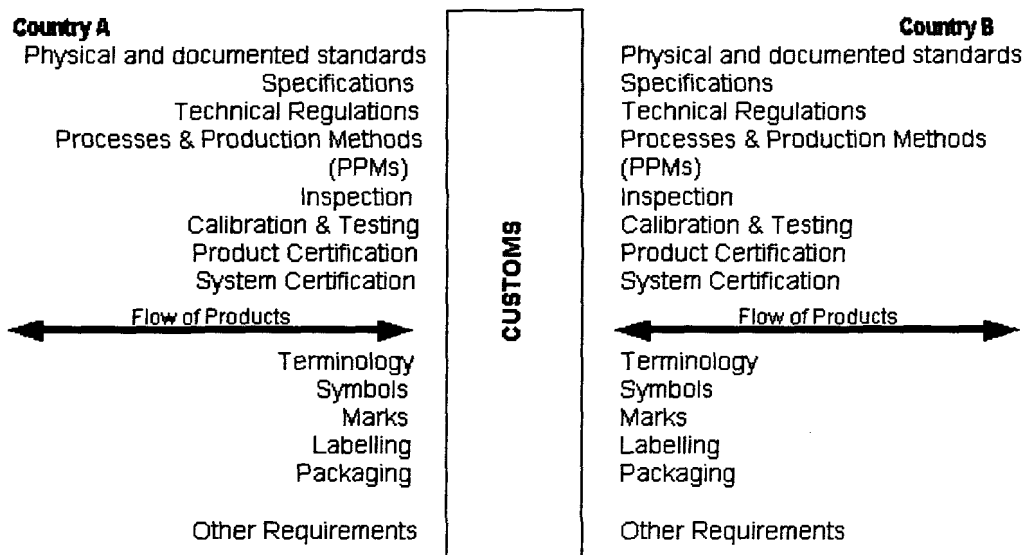 Country A
Physical and documented standards
Specifications
Technical Regulations
Processes & Production Methods
(PPMs)
Inspection
Calibration & Testing
Product Certification
System Certification
Flow of Products
Terminology
Symbols
Marks
Labelling
Packaging
Other Requirements
CUSTOMS
Country B
Physical and documented standards
Specifications
Technical Regulations
Processes & Production Methods
(PPMs)
Inspection
Calibration & Testing
Product Certification
System Certification
Flow of Products
Terminology
Symbols
Marks
Labelling
Packaging
Other Requirements